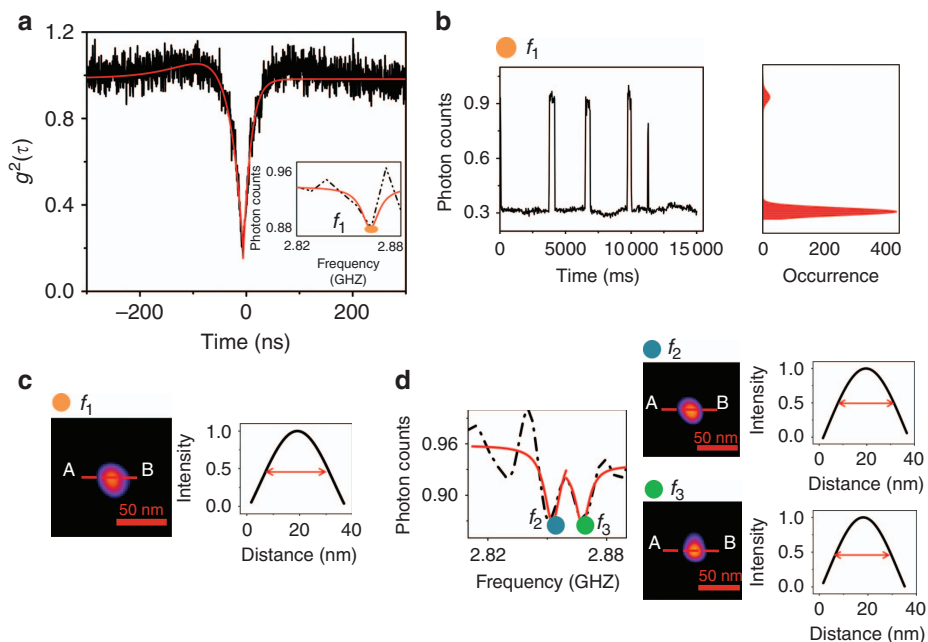 a
1.2
0.8
0.4
0.0
g²(τ)
−200
0
200
Time (ns)
0.96
0.88
Photon counts
f₁
2.82
2.88
Frequency
(GHZ)
b
f₁
0.9
0.6
0.3
Photon counts
0
5000
10 000
15 000
Time (ms)
0
200
400
Occurrence
c
f₁
A
B
50 nm
1.0
0.5
0.0
Intensity
0
20
40
Distance (nm)
d
0.96
0.90
Photon counts
f₂
f₃
2.82
2.88
Frequency (GHZ)
f₂
A
B
50 nm
1.0
0.5
0.0
Intensity
0
20
40
Distance (nm)
f₃
A
B
50 nm
1.0
0.5
0.0
Intensity
0
20
40
Distance (nm)